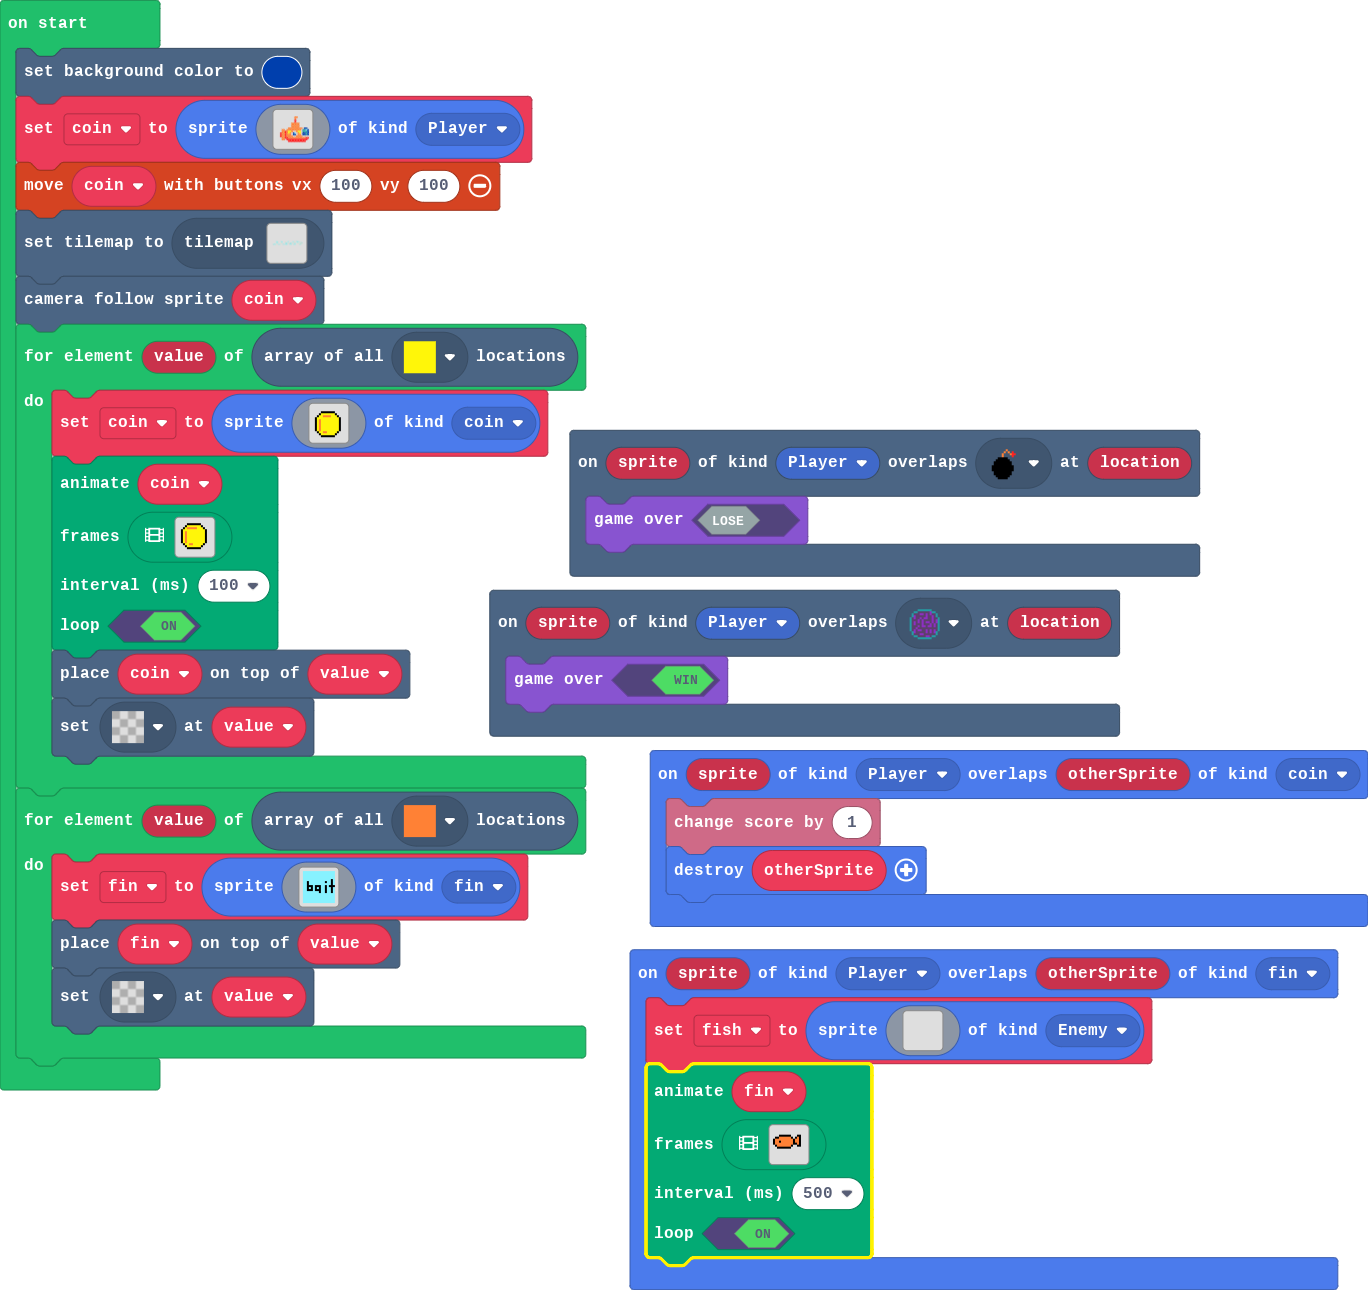 on start
set background color to
set coin to sprite of kind Player
move coin with buttons vx 100 vy 100
set tilemap to tilemap
camera follow sprite coin
for element value of array of all locations
do
set coin to sprite of kind coin
animate coin
frames
interval (ms) 100
loop ON
place coin on top of value
set at value
for element value of array of all locations
do
set fin to sprite bait of kind fin
place fin on top of value
set at value
on sprite of kind Player overlaps at location
game over LOSE
on sprite of kind Player overlaps at location
game over WIN
on sprite of kind Player overlaps otherSprite of kind coin
change score by 1
destroy otherSprite
on sprite of kind Player overlaps otherSprite of kind fin
set fish to sprite of kind Enemy
animate fin
frames
interval (ms) 500
loop ON